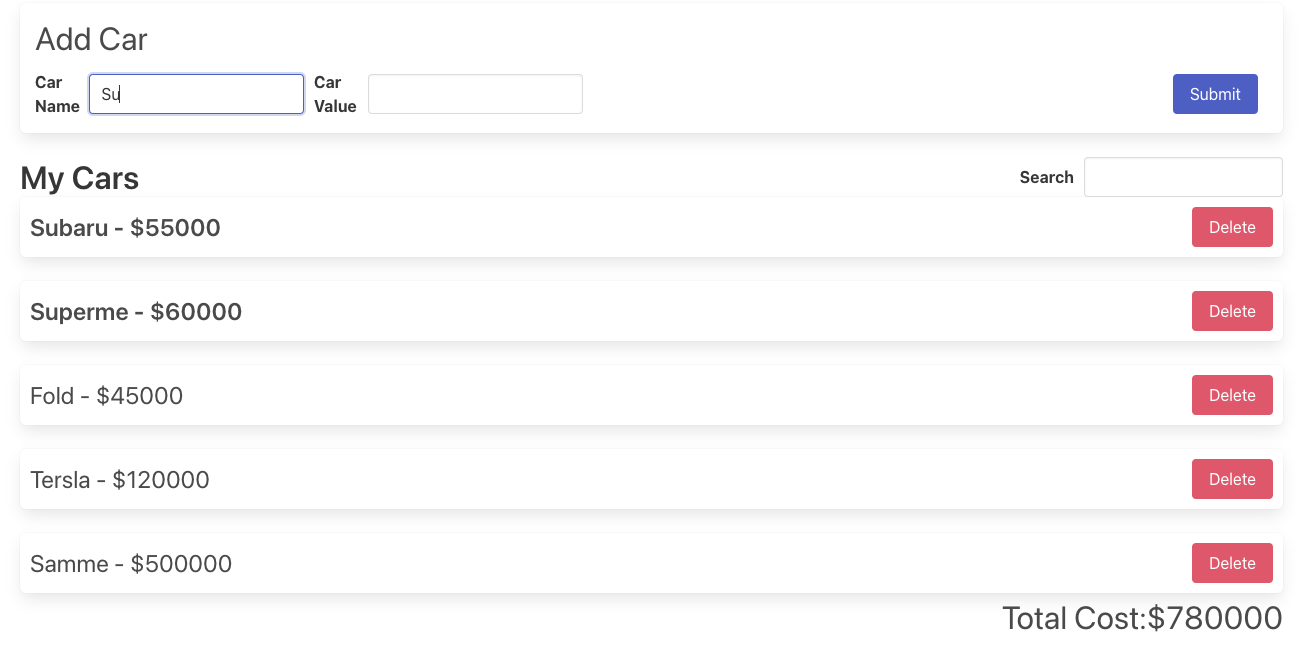 Add Car
Car Name Su Car Value Submit
My Cars Search
Subaru - $55000 Delete
Superme - $60000 Delete
Fold - $45000 Delete
Tersla - $120000 Delete
Samme - $500000 Delete
Total Cost:$780000